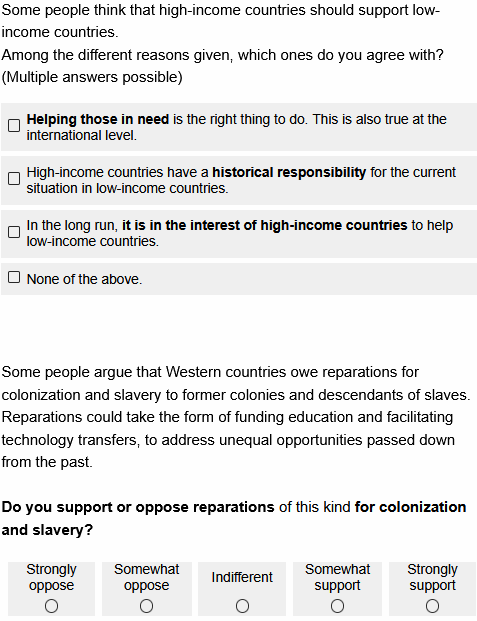 Some people think that high-income countries should support low-
income countries.
Among the different reasons given, which ones do you agree with?
(Multiple answers possible)
Helping those in need is the right thing to do. This is also true at the
international level.
High-income countries have a historical responsibility for the current
situation in low-income countries.
In the long run, it is in the interest of high-income countries to help
low-income countries.
None of the above.
Some people argue that Western countries owe reparations for
colonization and slavery to former colonies and descendants of slaves.
Reparations could take the form of funding education and facilitating
technology transfers, to address unequal opportunities passed down
from the past.
Do you support or oppose reparations of this kind for colonization
and slavery?
Strongly oppose
Somewhat oppose
Indifferent
Somewhat support
Strongly support